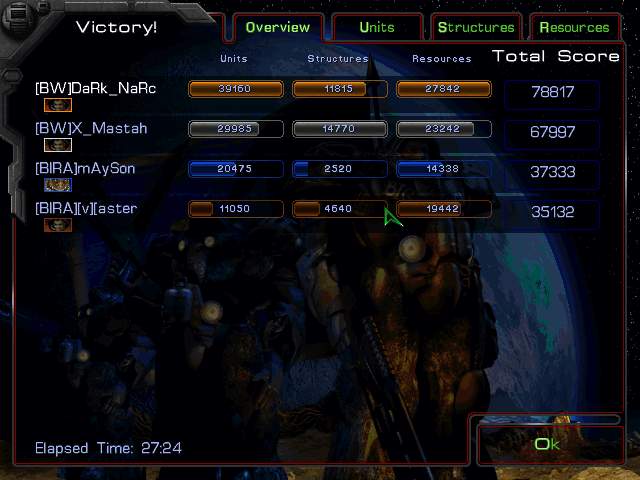 Victory! Overview Units Structures Resources
Units Structures Resources Total Score
[BW]DaRk_NaRc 39160 11815 27842 78817
[BW]X_Mastah 29985 14770 23242 67997
[BIRA]mAySon 20475 2520 14338 37333
[BIRA][v][aster 11050 4640 19442 35132
Elapsed Time: 27:24
Ok